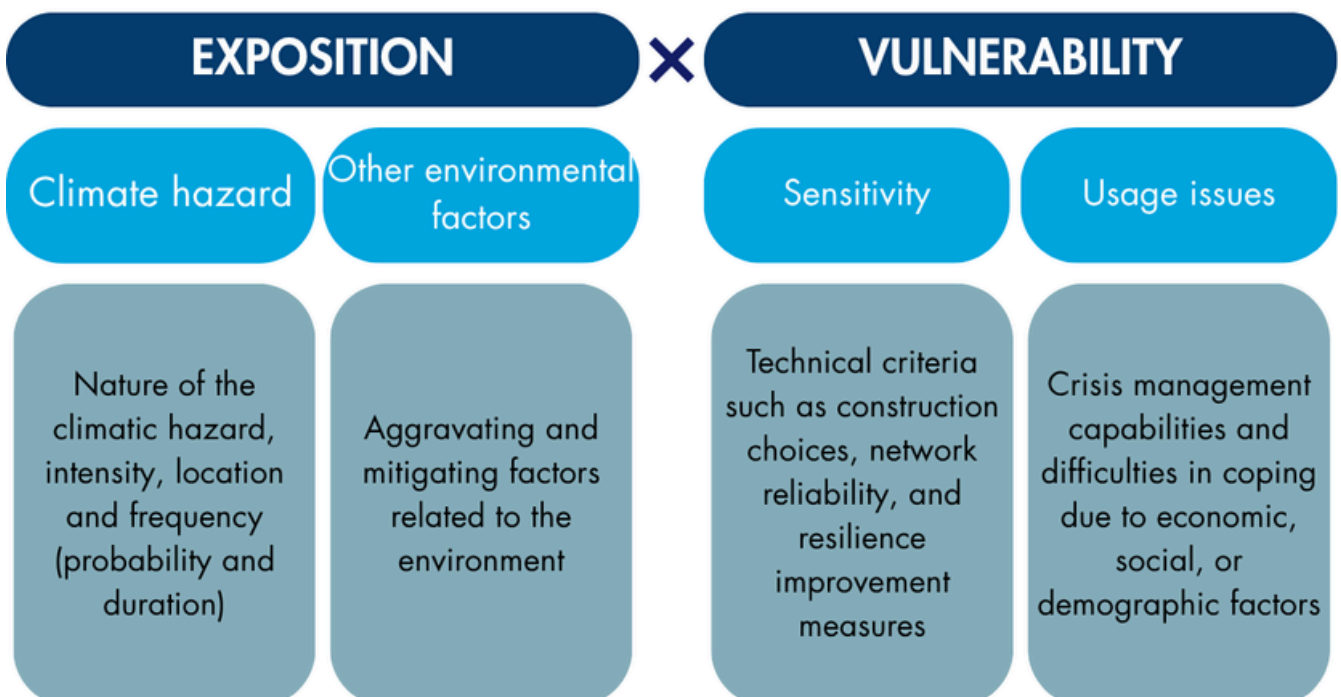 EXPOSITION × VULNERABILITY
Climate hazard
Other environmental
factors
Sensitivity
Usage issues
Nature of the
climatic hazard,
intensity, location
and frequency
(probability and
duration)
Aggravating and
mitigating factors
related to the
environment
Technical criteria
such as construction
choices, network
reliability, and
resilience
improvement
measures
Crisis management
capabilities and
difficulties in coping
due to economic,
social, or
demographic factors